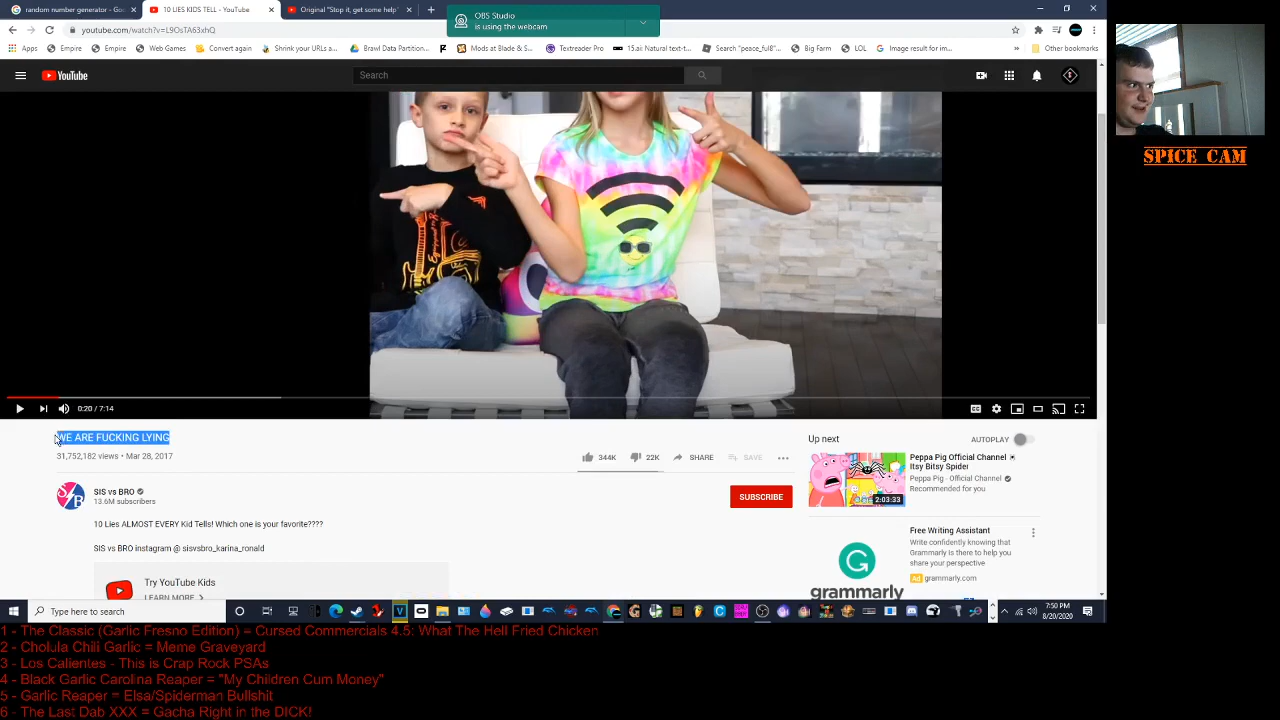 random number generator - Goo
10 LIES KIDS TELL - YouTube
Original "Stop it, get some help"
OBS Studio
is using the webcam
youtube.com/watch?v=L9OsTA63xhQ
Apps
Empire
Empire
Web Games
Convert again
Shrink your URLs a...
Brawl Data Partition...
Mods at Blade & S...
Textreader Pro
15.ai: Natural text-t...
Search "peace_ful8"...
Big Farm
LOL
Image result for im...
Other bookmarks
YouTube
Search
SPICE CAM
0:20 / 7:14
CC
WE ARE FUCKING LYING
31,752,182 views • Mar 28, 2017
344K
22K
SHARE
SAVE
Up next
AUTOPLAY
S/B
SIS vs BRO
13.6M subscribers
SUBSCRIBE
10 Lies ALMOST EVERY Kid Tells! Which one is your favorite????
SIS vs BRO instagram @ sisvsbro_karina_ronald
Try YouTube Kids
LEARN MORE
Peppa Pig Official Channel
Itsy Bitsy Spider
Peppa Pig - Official Channel
Recommended for you
2:03:33
Free Writing Assistant
Write confidently knowing that
Grammarly is there to help you
share your perspective
Ad grammarly.com
grammarly
Type here to search
7:50 PM
8/20/2020
1 - The Classic (Garlic Fresno Edition) = Cursed Commercials 4.5: What The Hell Fried Chicken
2 - Cholula Chili Garlic = Meme Graveyard
3 - Los Calientes - This is Crap Rock PSAs
4 - Black Garlic Carolina Reaper = "My Children Cum Money"
5 - Garlic Reaper = Elsa/Spiderman Bullshit
6 - The Last Dab XXX = Gacha Right in the DICK!